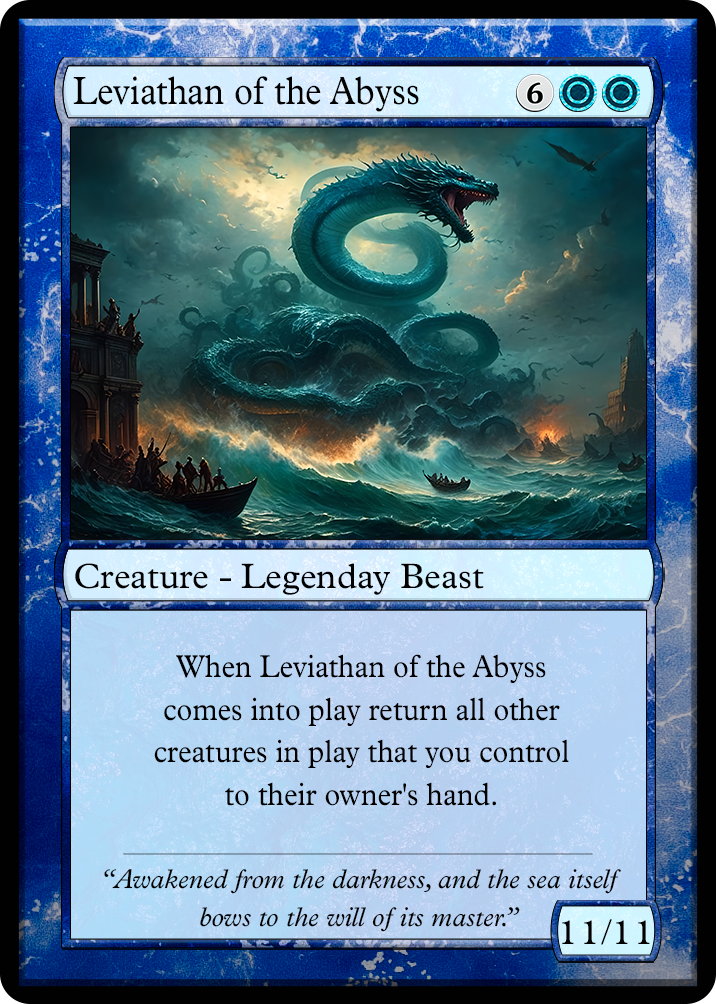 Leviathan of the Abyss 6
Creature - Legenday Beast
When Leviathan of the Abyss
comes into play return all other
creatures in play that you control
to their owner's hand.
“Awakened from the darkness, and the sea itself
bows to the will of its master.”
11/11